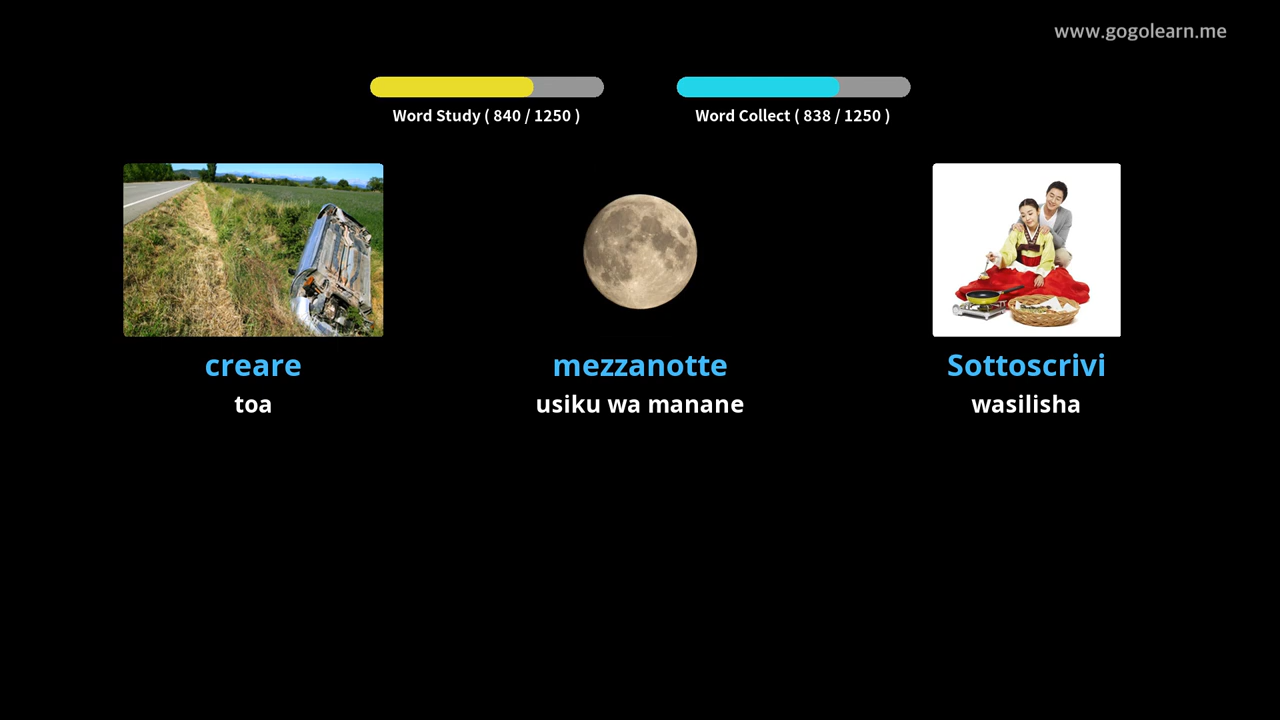 www.gogolearn.me
Word Study ( 840 / 1250 )
Word Collect ( 838 / 1250 )
creare
toa
mezzanotte
usiku wa manane
Sottoscrivi
wasilisha